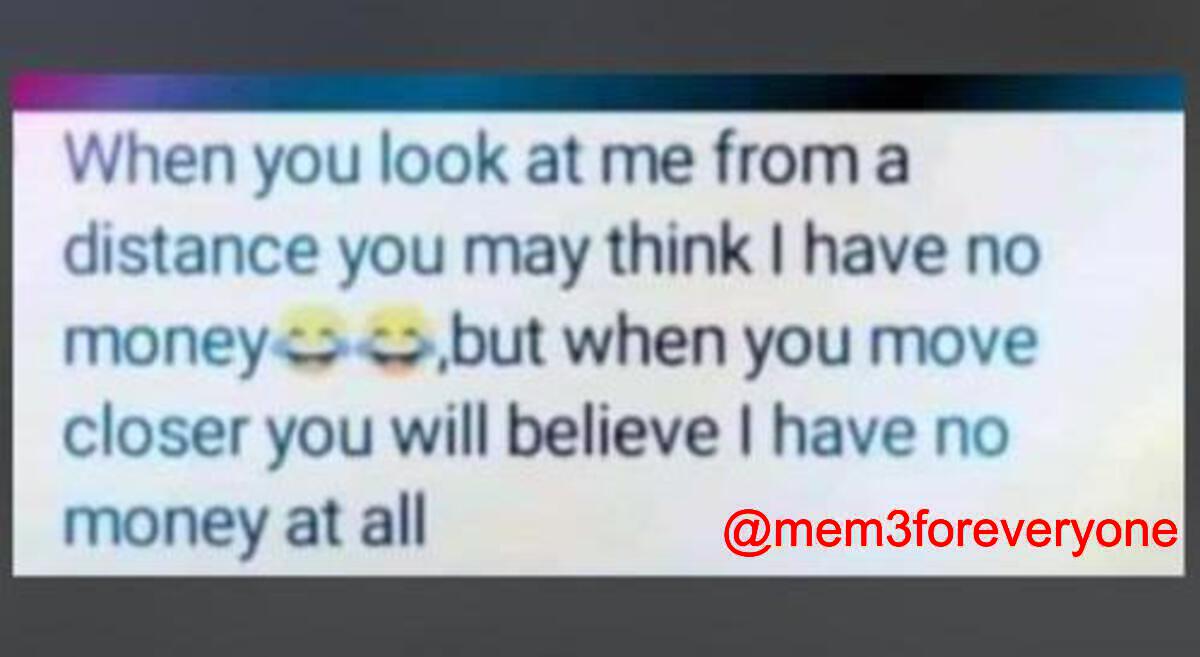 When you look at me from a
distance you may think I have no
money😂😂,but when you move
closer you will believe I have no
money at all
@mem3foreveryone